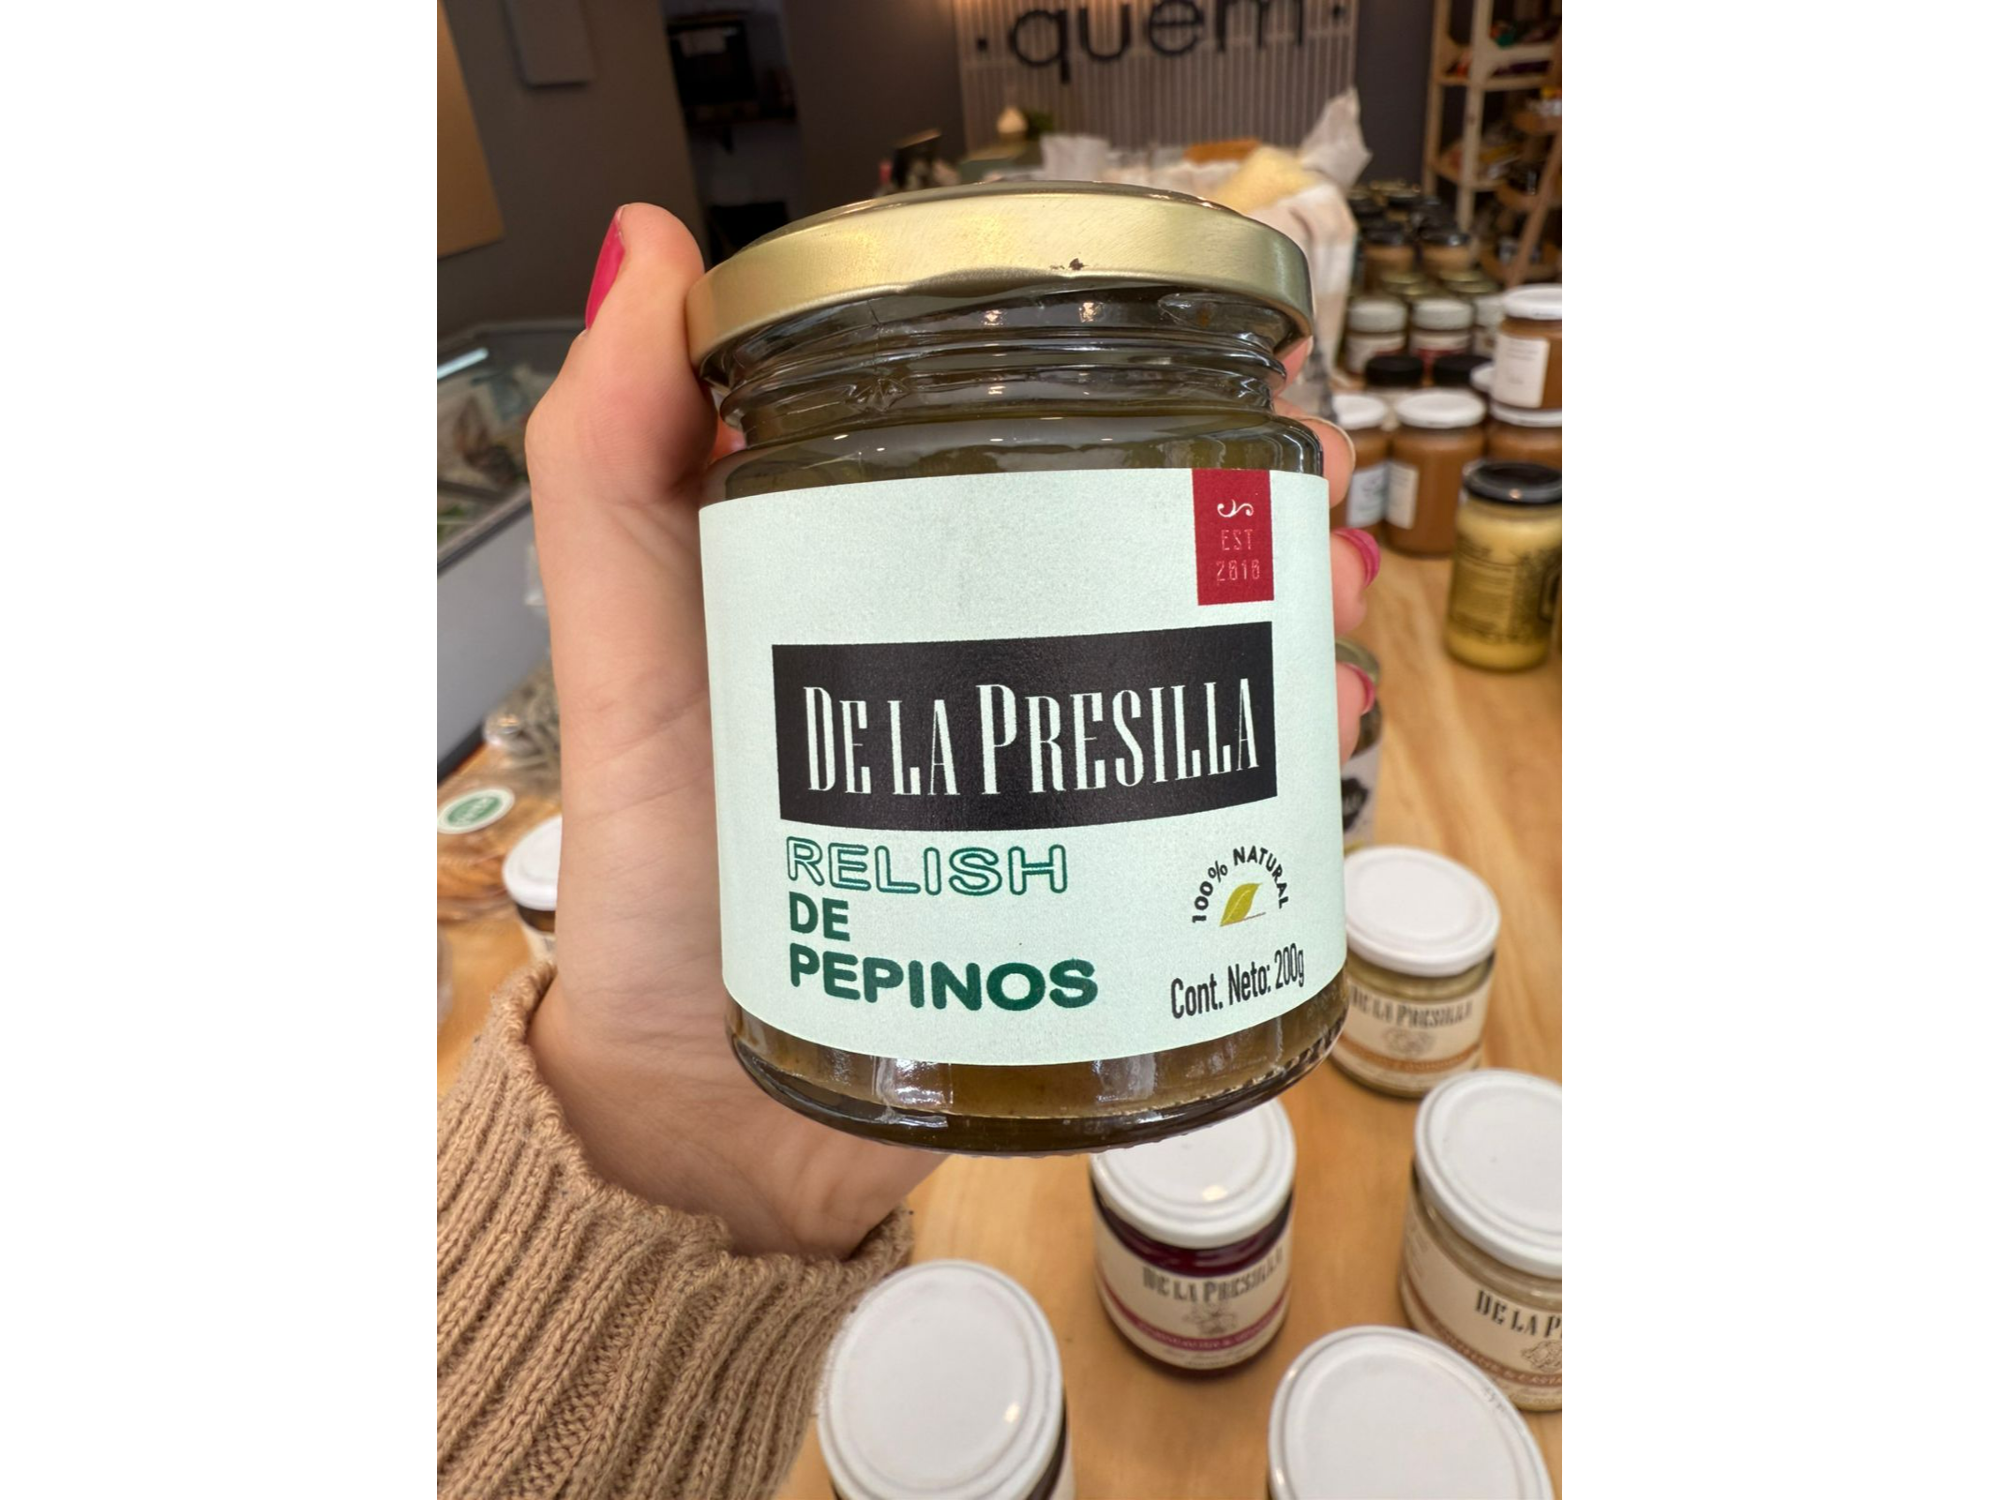 · quem ·
EST
2616
DE LA PRESILLA
RELISH
DE
PEPINOS
100% NATURAL
Cont. Neto: 200g
DE LA PRESILLA
DE LA PRESILLA
DE LA P